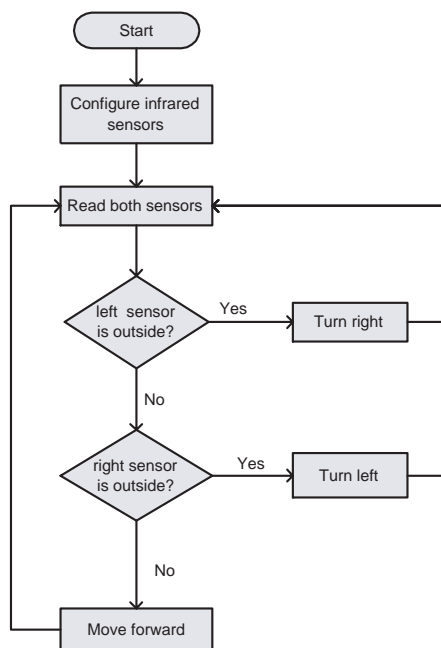 Start
Configure infrared
sensors
Read both sensors
left sensor
is outside?
Yes
Turn right
No
right sensor
is outside?
Yes
Turn left
No
Move forward